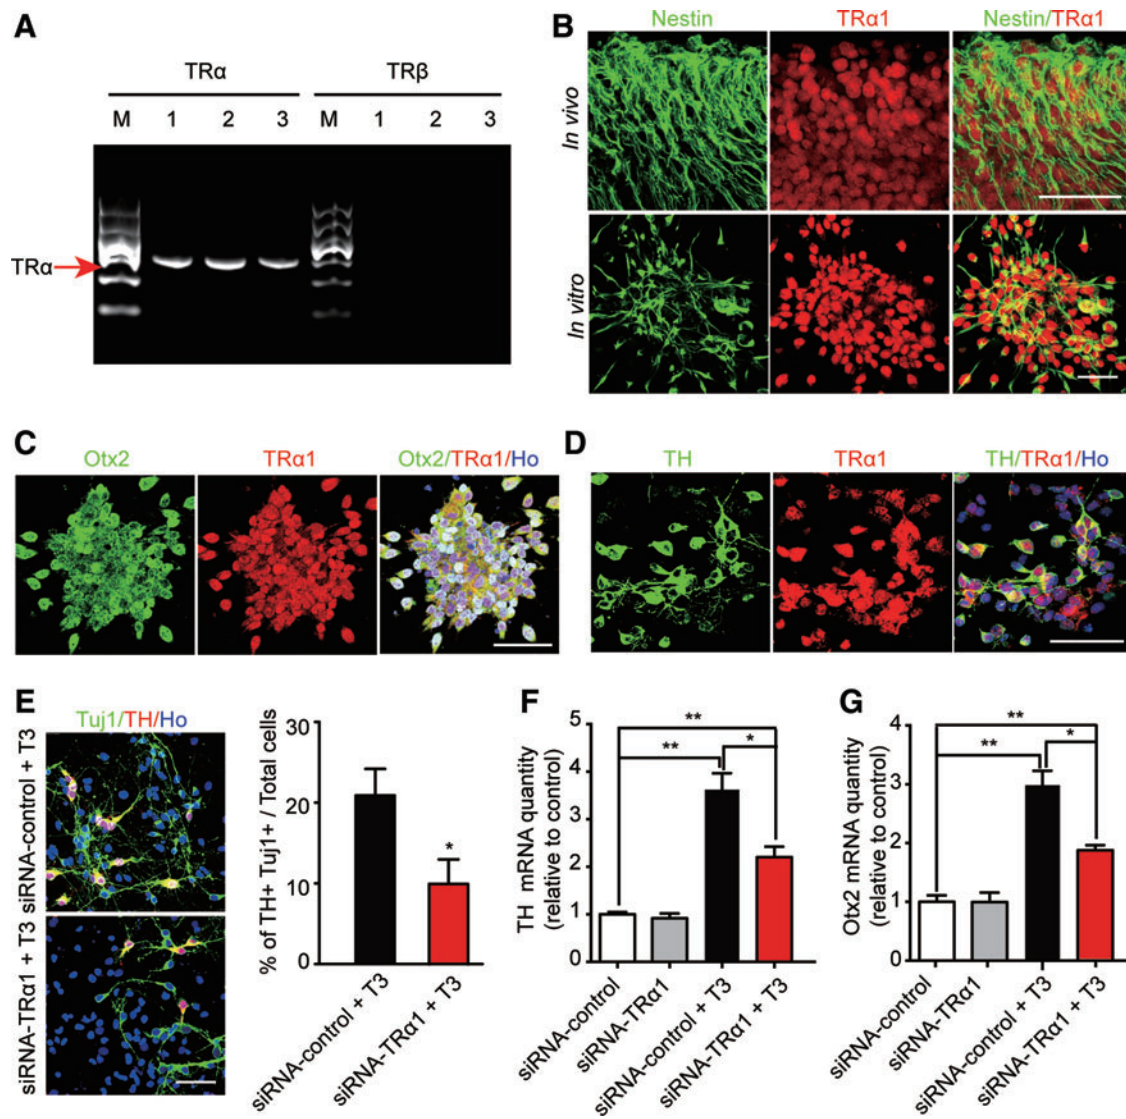 A
TRα TRβ
M 1 2 3 M 1 2 3
TRα
B
Nestin TRα1 Nestin/TRα1
In vivo
In vitro
C
Otx2 TRα1 Otx2/TRα1/Ho
D
TH TRα1 TH/TRα1/Ho
E
Tuj1/TH/Ho
siRNA-control + T3
siRNA-TRα1 + T3
% of TH+ Tuj1+ / Total cells
30
20
10
0
*
siRNA-control + T3
siRNA-TRα1 + T3
F
TH mRNA quantity
(relative to control)
5
4
3
2
1
0
**
**
*
siRNA-control
siRNA-TRα1
siRNA-control + T3
siRNA-TRα1 + T3
G
Otx2 mRNA quantity
(relative to control)
4
3
2
1
0
**
**
*
siRNA-control
siRNA-TRα1
siRNA-control + T3
siRNA-TRα1 + T3